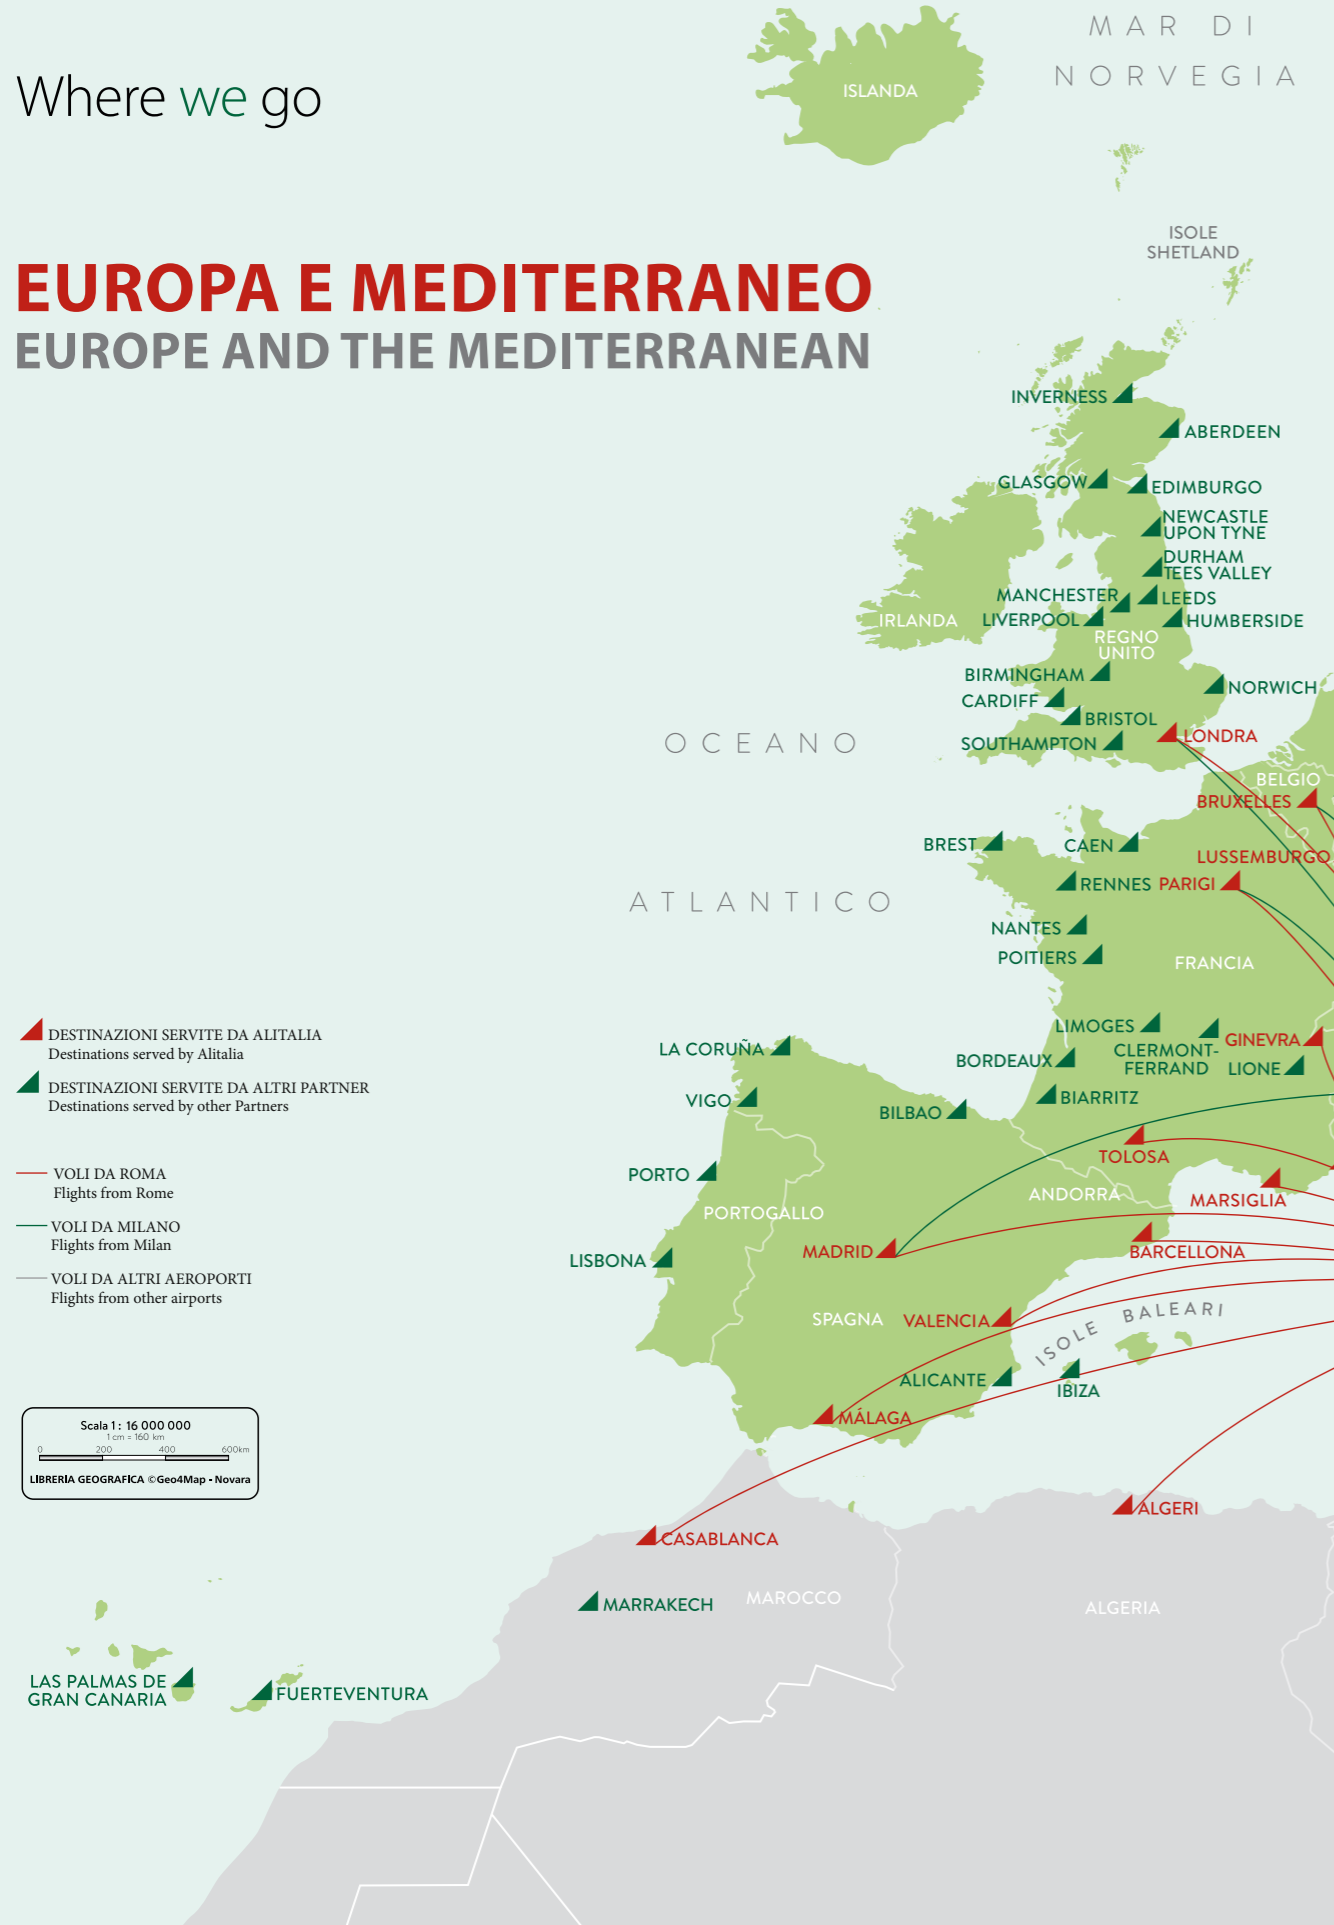 MAR DI
NORVEGIA
ISLANDA
Where we go
ISOLE
SHETLAND
EUROPA E MEDITERRANEO
EUROPE AND THE MEDITERRANEAN
INVERNESS
ABERDEEN
GLASGOW
EDIMBURGO
NEWCASTLE
UPON TYNE
DURHAM
TEES VALLEY
MANCHESTER
LEEDS
LIVERPOOL
HUMBERSIDE
IRLANDA
REGNO
UNITO
BIRMINGHAM
NORWICH
CARDIFF
BRISTOL
SOUTHAMPTON
LONDRA
OCEANO
BELGIO
BRUXELLES
BREST
CAEN
LUSSEMBURGO
RENNES
PARIGI
ATLANTICO
NANTES
POITIERS
FRANCIA
LIMOGES
CLERMONT-
FERRAND
GINEVRA
LIONE
LA CORUÑA
BORDEAUX
BIARRITZ
VIGO
BILBAO
TOLOSA
PORTO
ANDORRA
MARSIGLIA
PORTOGALLO
MADRID
BARCELLONA
LISBONA
SPAGNA
VALENCIA
ISOLE BALEARI
ALICANTE
IBIZA
MÁLAGA
ALGERI
CASABLANCA
MARRAKECH
MAROCCO
ALGERIA
LAS PALMAS DE
GRAN CANARIA
FUERTEVENTURA
DESTINAZIONI SERVITE DA ALITALIA
Destinations served by Alitalia
DESTINAZIONI SERVITE DA ALTRI PARTNER
Destinations served by other Partners
VOLI DA ROMA
Flights from Rome
VOLI DA MILANO
Flights from Milan
VOLI DA ALTRI AEROPORTI
Flights from other airports
Scala 1 : 16 000 000
1 cm = 160 km
0 200 400 600km
LIBRERIA GEOGRAFICA ©Geo4Map - Novara